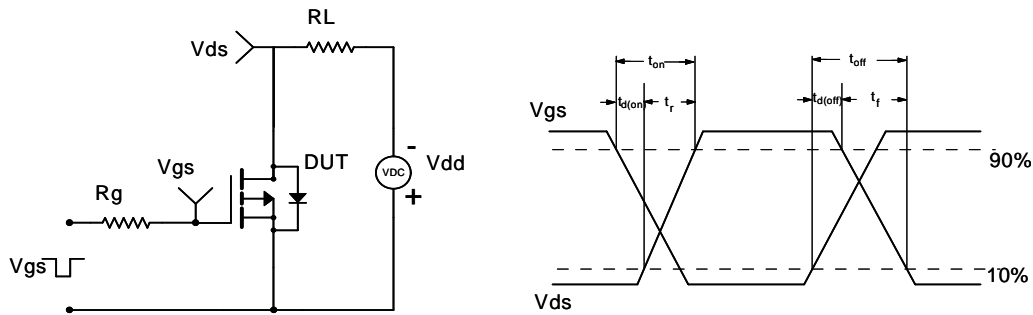 RL
Vds
Vgs
DUT
-
VDC
Vdd
+
Rg
Vgs
ton
toff
td(on)
tr
td(off)
tf
Vgs
90%
10%
Vds